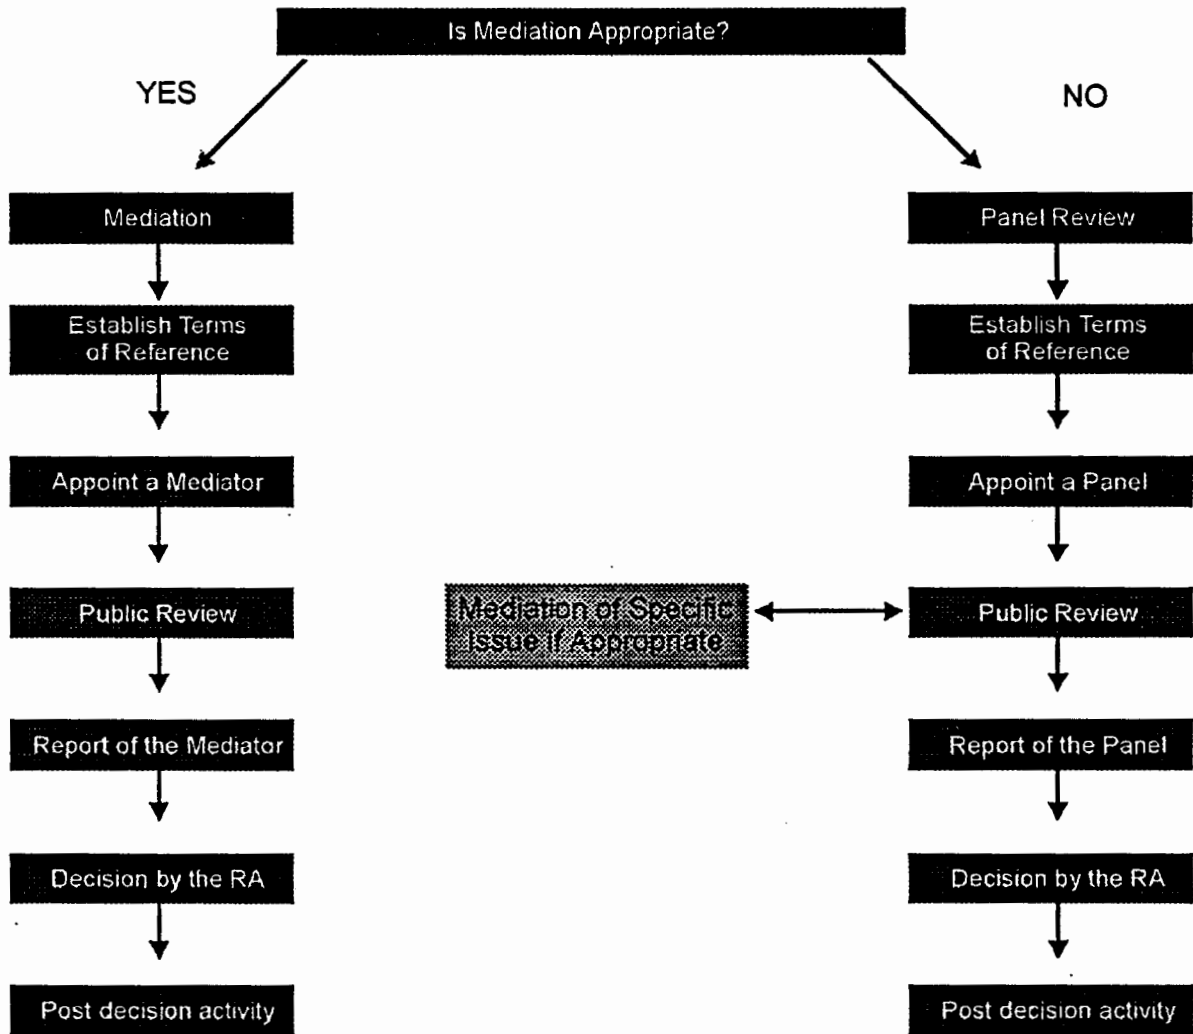 Is Mediation Appropriate?
YES
NO
Mediation
Panel Review
Establish Terms
of Reference
Establish Terms
of Reference
Appoint a Mediator
Appoint a Panel
Public Review
Mediation of Specific
Issue if Appropriate
Public Review
Report of the Mediator
Report of the Panel
Decision by the RA
Decision by the RA
Post decision activity
Post decision activity